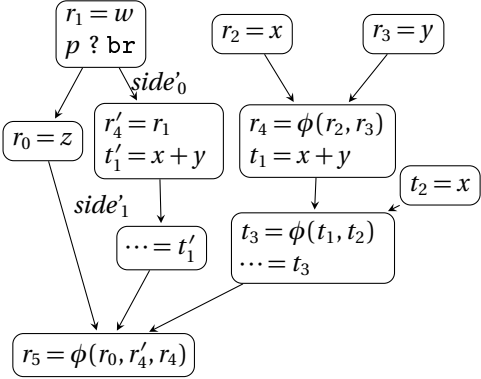 r₁ = w
p ? br
r₂ = x
r₃ = y
side'₀
r₀ = z
r′₄ = r₁
t′₁ = x + y
r₄ = ϕ(r₂, r₃)
t₁ = x + y
t₂ = x
side'₁
⋯ = t′₁
t₃ = ϕ(t₁, t₂)
⋯ = t₃
r₅ = ϕ(r₀, r′₄, r₄)